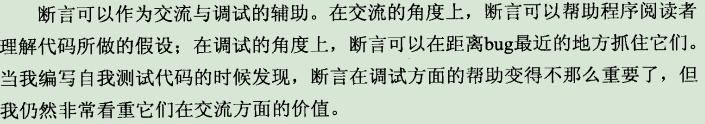 断言可以作为交流与调试的辅助。在交流的角度上，断言可以帮助程序阅读者
理解代码所做的假设；在调试的角度上，断言可以在距离bug最近的地方抓住它们。
当我编写自我测试代码的时候发现，断言在调试方面的帮助变得不那么重要了，但
我仍然非常看重它们在交流方面的价值。